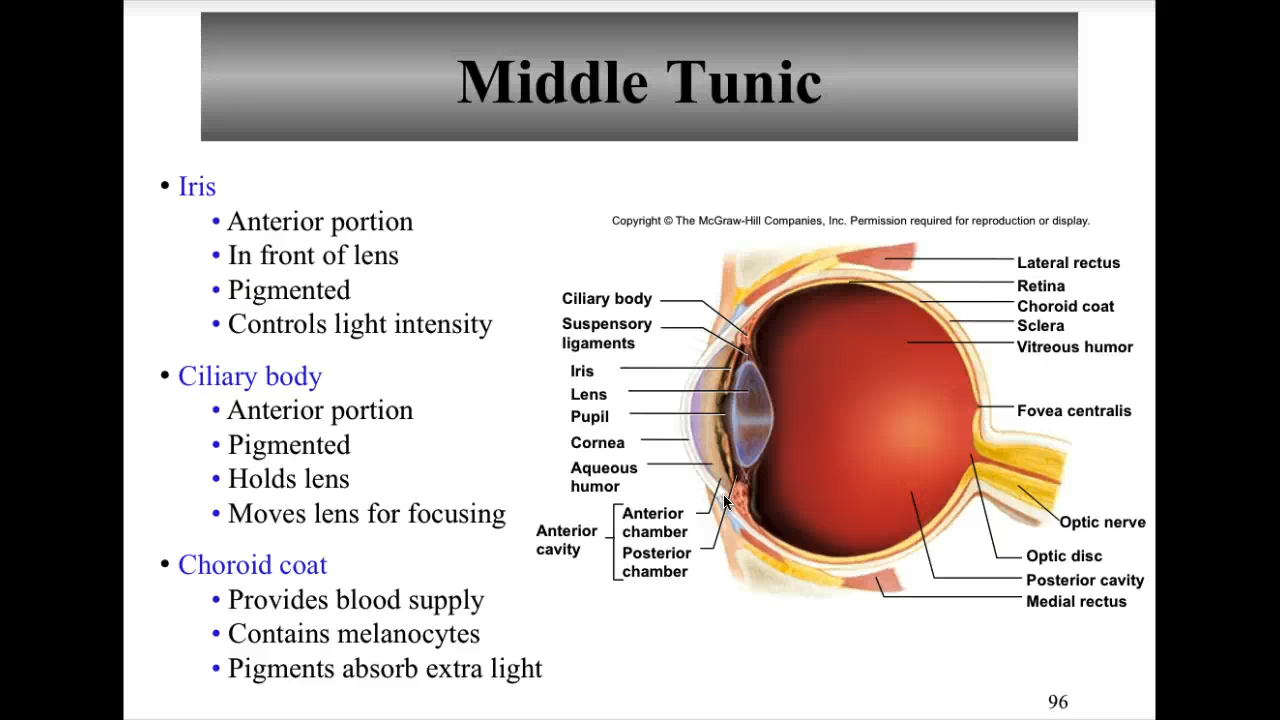 Middle Tunic
• Iris
• Anterior portion
• In front of lens
• Pigmented
• Controls light intensity
• Ciliary body
• Anterior portion
• Pigmented
• Holds lens
• Moves lens for focusing
• Choroid coat
• Provides blood supply
• Contains melanocytes
• Pigments absorb extra light
Copyright © The McGraw-Hill Companies, Inc. Permission required for reproduction or display.
Ciliary body
Suspensory
ligaments
Iris
Lens
Pupil
Cornea
Aqueous
humor
Anterior
cavity
Anterior
chamber
Posterior
chamber
Lateral rectus
Retina
Choroid coat
Sclera
Vitreous humor
Fovea centralis
Optic nerve
Optic disc
Posterior cavity
Medial rectus
96